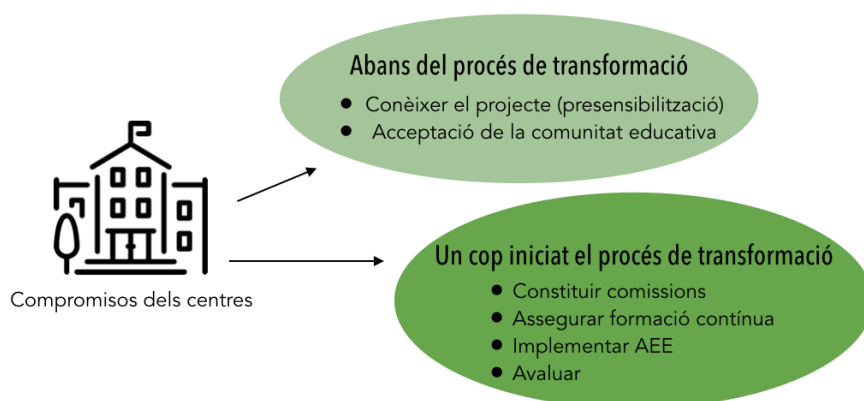 Abans del procés de transformació
● Conèixer el projecte (presensibilització)
● Acceptació de la comunitat educativa
Compromisos dels centres
Un cop iniciat el procés de transformació
● Constituir comissions
● Assegurar formació contínua
● Implementar AEE
● Avaluar